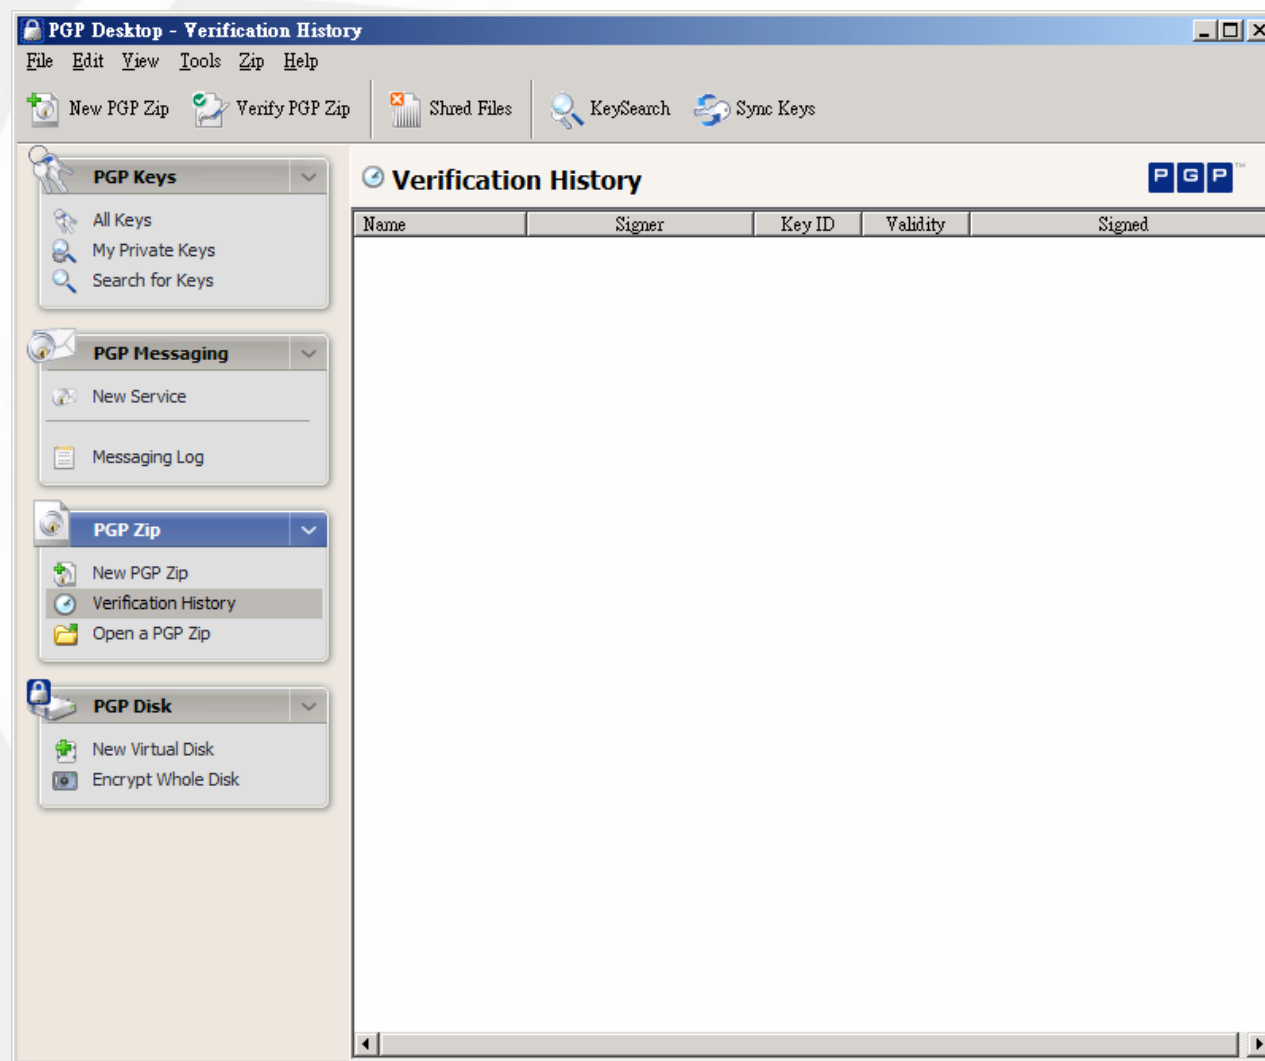 PGP Desktop - Verification History
File Edit View Tools Zip Help
New PGP Zip Verify PGP Zip Shred Files KeySearch Sync Keys
PGP Keys
All Keys
My Private Keys
Search for Keys
PGP Messaging
New Service
Messaging Log
PGP Zip
New PGP Zip
Verification History
Open a PGP Zip
PGP Disk
New Virtual Disk
Encrypt Whole Disk
Verification History
PGP™
Name Signer Key ID Validity Signed